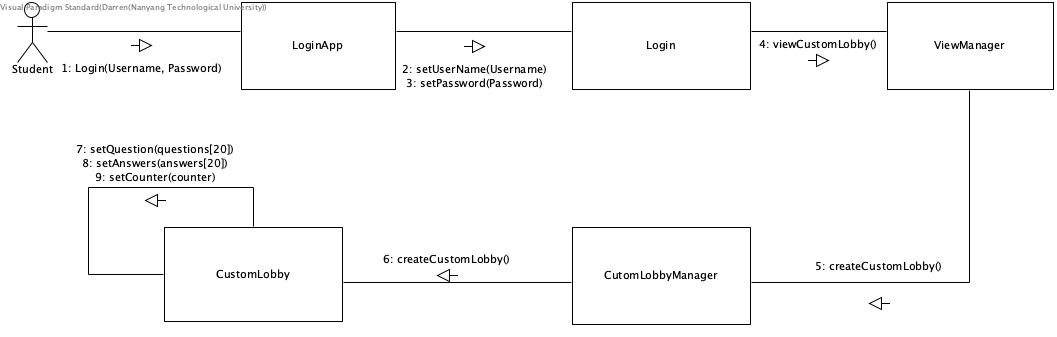 Visual Paradigm Standard(Darren(Nanyang Technological University))
LoginApp
Login
ViewManager
Student
1: Login(Username, Password)
2: setUserName(Username)
3: setPassword(Password)
4: viewCustomLobby()
7: setQuestion(questions[20])
8: setAnswers(answers[20])
9: setCounter(counter)
CustomLobby
6: createCustomLobby()
CutomLobbyManager
5: createCustomLobby()